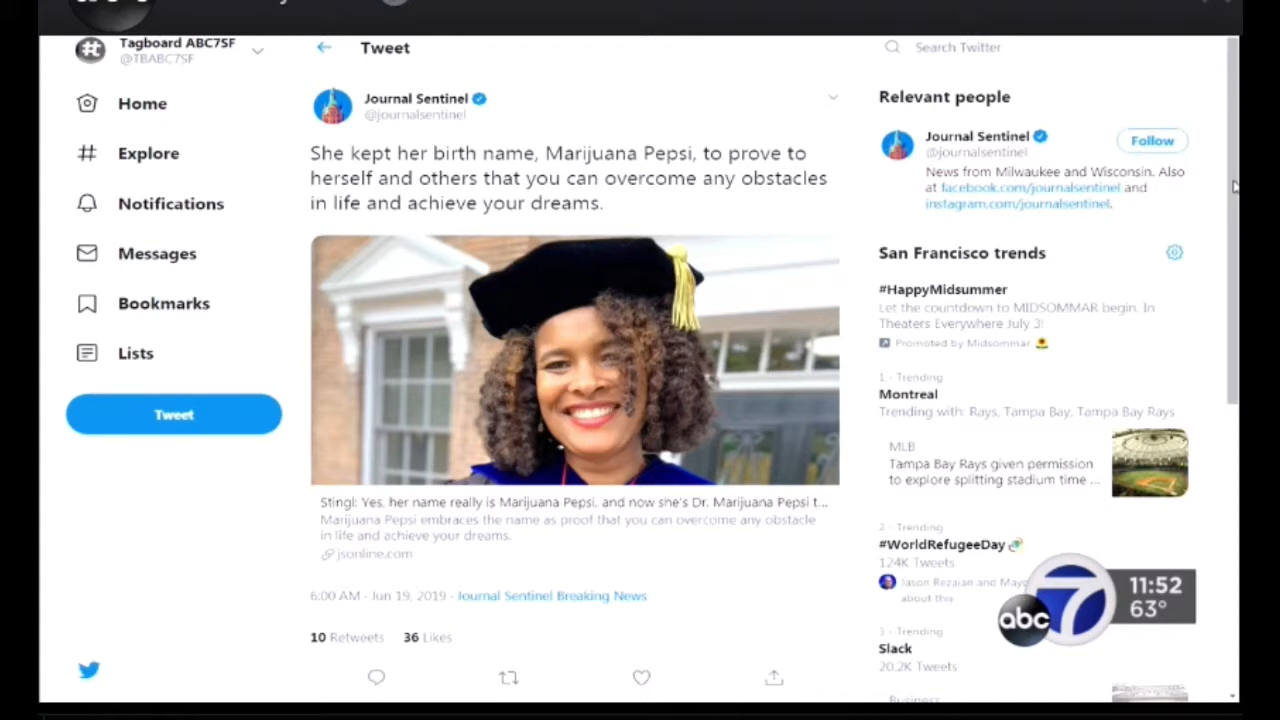 Tagboard ABC7SF
@TBABC7SF
Home
Explore
Notifications
Messages
Bookmarks
Lists
Tweet
Tweet
Journal Sentinel
@journalsentinel
She kept her birth name, Marijuana Pepsi, to prove to
herself and others that you can overcome any obstacles
in life and achieve your dreams.
Stingl: Yes, her name really is Marijuana Pepsi, and now she's Dr. Marijuana Pepsi t...
Marijuana Pepsi embraces the name as proof that you can overcome any obstacle
in life and achieve your dreams.
jsonline.com
6:00 AM · Jun 19, 2019 · Journal Sentinel Breaking News
10 Retweets 36 Likes
Search Twitter
Relevant people
Journal Sentinel
@journalsentinel
Follow
News from Milwaukee and Wisconsin. Also
at facebook.com/journalsentinel and
instagram.com/journalsentinel.
San Francisco trends
#HappyMidsummer
Let the countdown to MIDSOMMAR begin. In
Theaters Everywhere July 3!
Promoted by Midsommar
1 · Trending
Montreal
Trending with: Rays, Tampa Bay, Tampa Bay Rays
MLB
Tampa Bay Rays given permission
to explore splitting stadium time ...
2 · Trending
#WorldRefugeeDay
124K Tweets
Jason Rezaian and
about this
3 · Trending
Slack
20.2K Tweets
Business
abc 7
11:52
63°